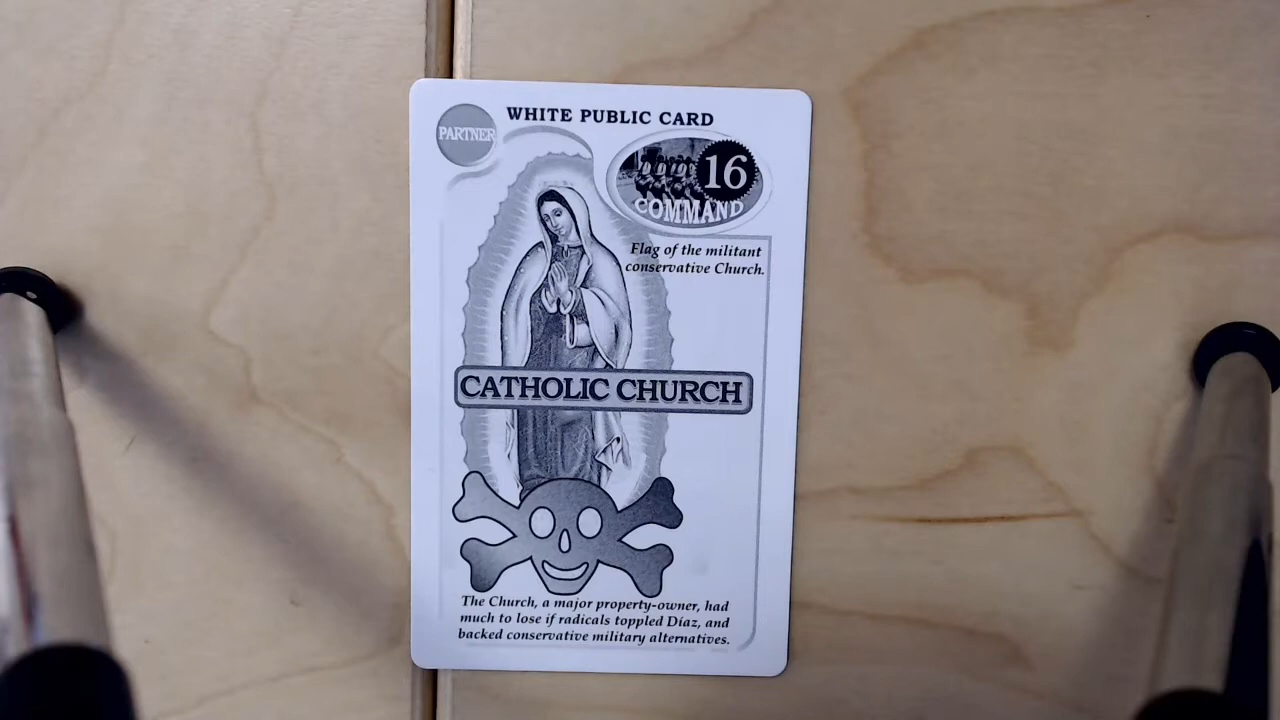 WHITE PUBLIC CARD
PARTNER
16
COMMAND
Flag of the militant
conservative Church.
CATHOLIC CHURCH
The Church, a major property-owner, had
much to lose if radicals toppled Díaz, and
backed conservative military alternatives.